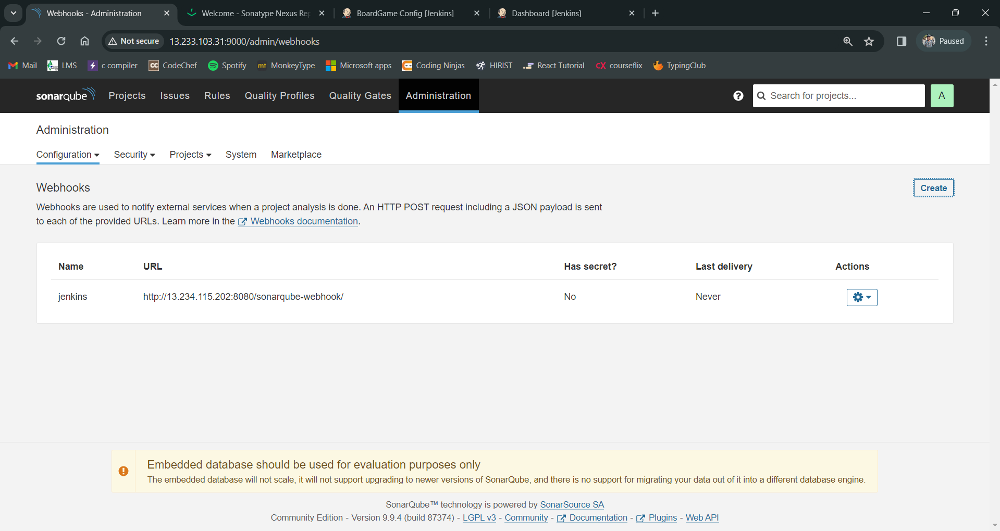 Webhooks - Administration
Welcome - Sonatype Nexus Re
BoardGame Config [Jenkins]
Dashboard [Jenkins]
Not secure
13.233.103.31:9000/admin/webhooks
Paused
Mail
LMS
c compiler
CodeChef
Spotify
mt MonkeyType
Microsoft apps
Coding Ninjas
HIRIST
React Tutorial
CX courseflix
TypingClub
sonarqube
Projects
Issues
Rules
Quality Profiles
Quality Gates
Administration
Search for projects...
A
Administration
Configuration
Security
Projects
System
Marketplace
Webhooks
Create
Webhooks are used to notify external services when a project analysis is done. An HTTP POST request including a JSON payload is sent
to each of the provided URLs. Learn more in the Webhooks documentation.
Name URL Has secret? Last delivery Actions
jenkins http://13.234.115.202:8080/sonarqube-webhook/ No Never
Embedded database should be used for evaluation purposes only
The embedded database will not scale, it will not support upgrading to newer versions of SonarQube, and there is no support for migrating your data out of it into a different database engine.
SonarQube™ technology is powered by SonarSource SA
Community Edition - Version 9.9.4 (build 87374) - LGPL v3 - Community - Documentation - Plugins - Web API